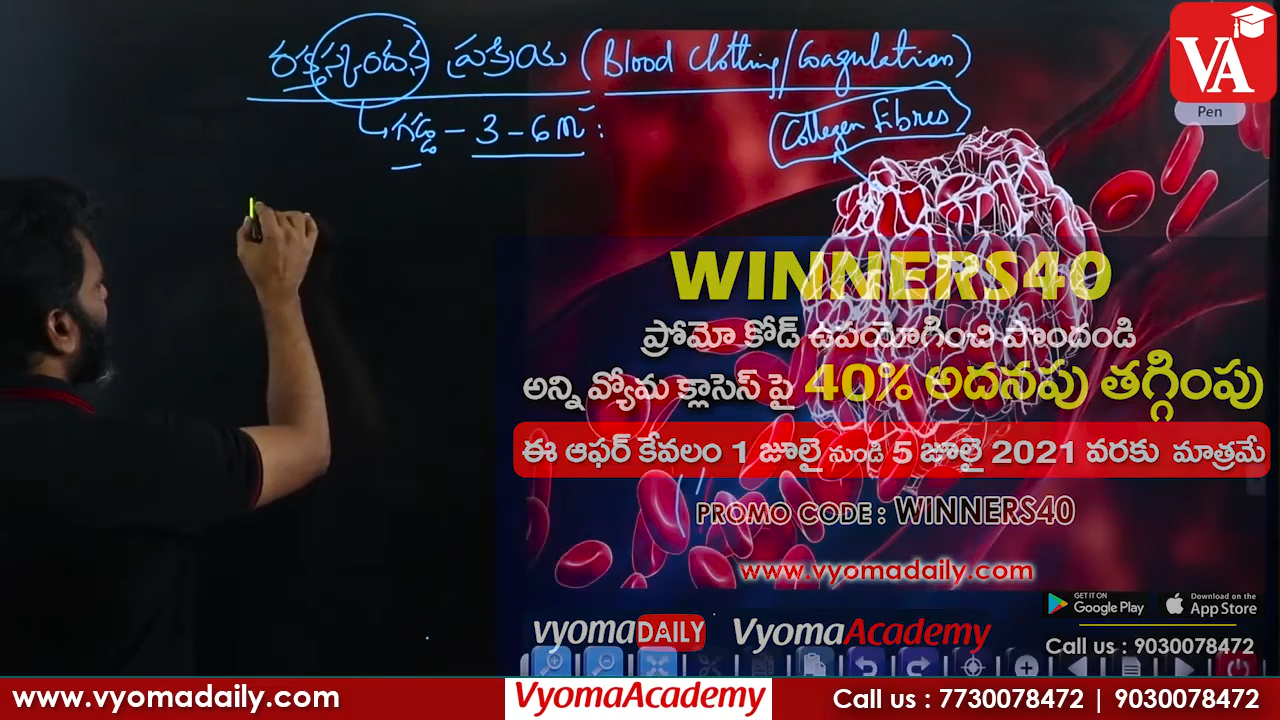 రక్తస్కందన ప్రక్రియ (Blood Clotting/Coagulation)
గడ్డ - 3 - 6 m :
Collegen Fibres
VA
Pen
WINNERS40
ప్రోమో కోడ్ ఉపయోగించి పొందండి
అన్ని వ్యోమ క్లాసెస్ పై 40% అదనపు తగ్గింపు
ఈ ఆఫర్ కేవలం 1 జూలై నుండి 5 జూలై 2021 వరకు మాత్రమే
PROMO CODE : WINNERS40
www.vyomadaily.com
GET IT ON Google Play
Download on the App Store
vyomaDAILY VyomaAcademy
Call us : 9030078472
www.vyomadaily.com VyomaAcademy Call us : 7730078472 | 9030078472